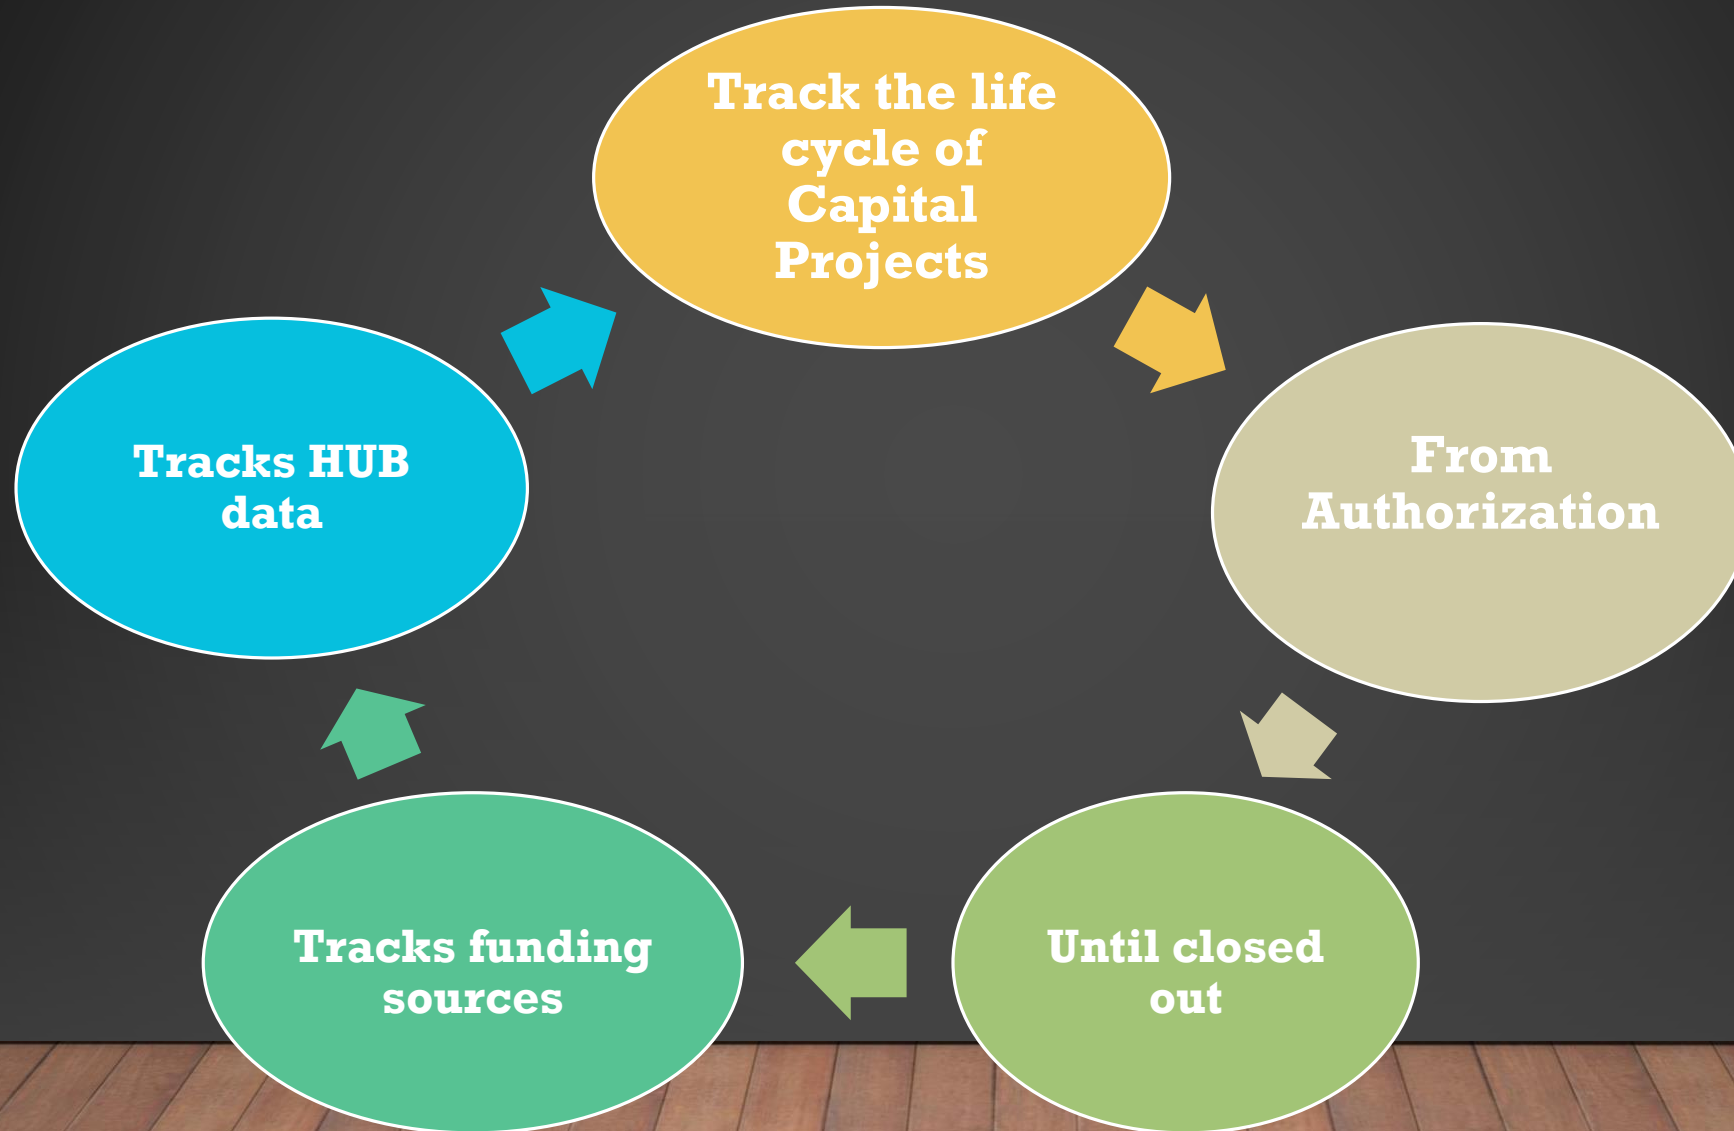 Track the life
cycle of
Capital
Projects
From
Authorization
Until closed
out
Tracks funding
sources
Tracks HUB
data